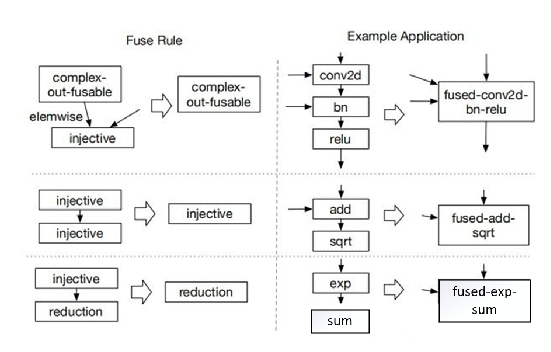 Fuse Rule
Example Application
complex-
out-fusable
elemwise
injective
complex-
out-fusable
conv2d
bn
relu
fused-conv2d-
bn-relu
injective
injective
injective
add
sqrt
fused-add-
sqrt
injective
reduction
reduction
exp
sum
fused-exp-
sum